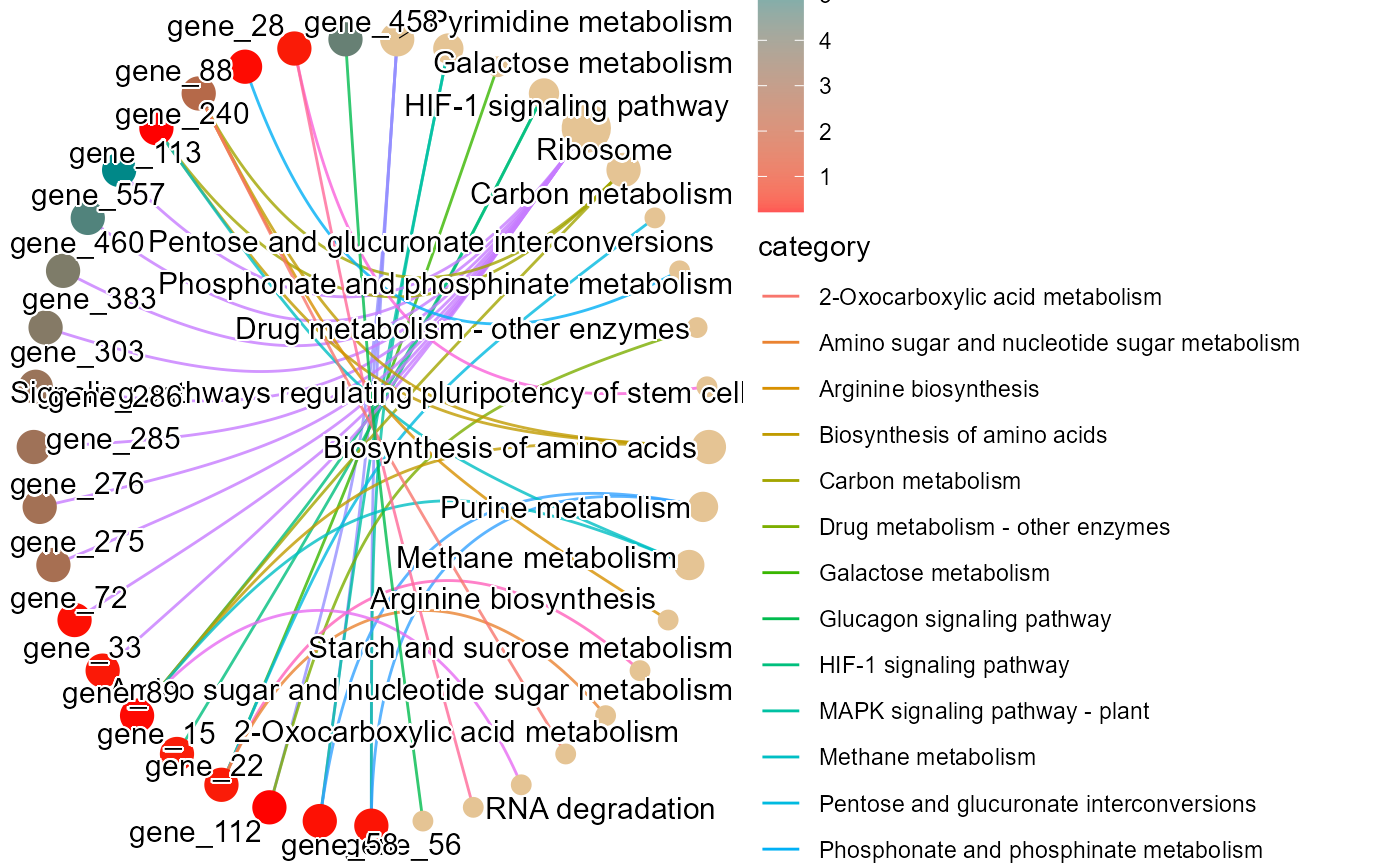 gene_28
gene_458
Pyrimidine metabolism
gene_88
Galactose metabolism
gene_240
HIF-1 signaling pathway
gene_113
Ribosome
gene_557
Carbon metabolism
gene_460
Pentose and glucuronate interconversions
gene_383
Phosphonate and phosphinate metabolism
gene_303
Drug metabolism - other enzymes
gene_286
Signaling pathways regulating pluripotency of stem cell
gene_285
Biosynthesis of amino acids
gene_276
Purine metabolism
gene_275
Methane metabolism
gene_72
Arginine biosynthesis
gene_33
Starch and sucrose metabolism
gene_89
Amino sugar and nucleotide sugar metabolism
gene_15
2-Oxocarboxylic acid metabolism
gene_22
RNA degradation
gene_112
gene_58
gene_56
4
3
2
1
category
2-Oxocarboxylic acid metabolism
Amino sugar and nucleotide sugar metabolism
Arginine biosynthesis
Biosynthesis of amino acids
Carbon metabolism
Drug metabolism - other enzymes
Galactose metabolism
Glucagon signaling pathway
HIF-1 signaling pathway
MAPK signaling pathway - plant
Methane metabolism
Pentose and glucuronate interconversions
Phosphonate and phosphinate metabolism